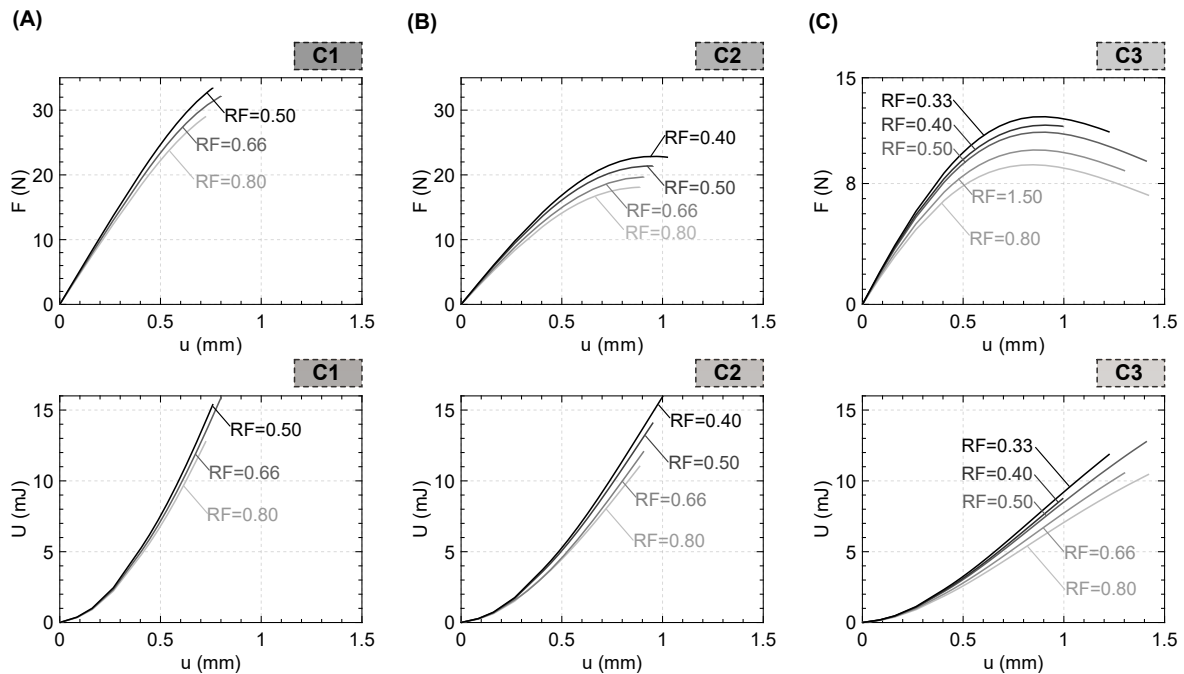 (A)
(B)
(C)
C1
C2
C3
F (N)
30
20
10
0
RF=0.50
RF=0.66
RF=0.80
0 0.5 1 1.5
u (mm)
F (N)
30
20
10
0
RF=0.40
RF=0.50
RF=0.66
RF=0.80
0 0.5 1 1.5
u (mm)
F (N)
15
8
0
RF=0.33
RF=0.40
RF=0.50
RF=1.50
RF=0.80
0 0.5 1 1.5
u (mm)
C1
C2
C3
U (mJ)
15
10
5
0
RF=0.50
RF=0.66
RF=0.80
0 0.5 1 1.5
u (mm)
U (mJ)
15
10
5
0
RF=0.40
RF=0.50
RF=0.66
RF=0.80
0 0.5 1 1.5
u (mm)
U (mJ)
15
10
5
0
RF=0.33
RF=0.40
RF=0.50
RF=0.66
RF=0.80
0 0.5 1 1.5
u (mm)